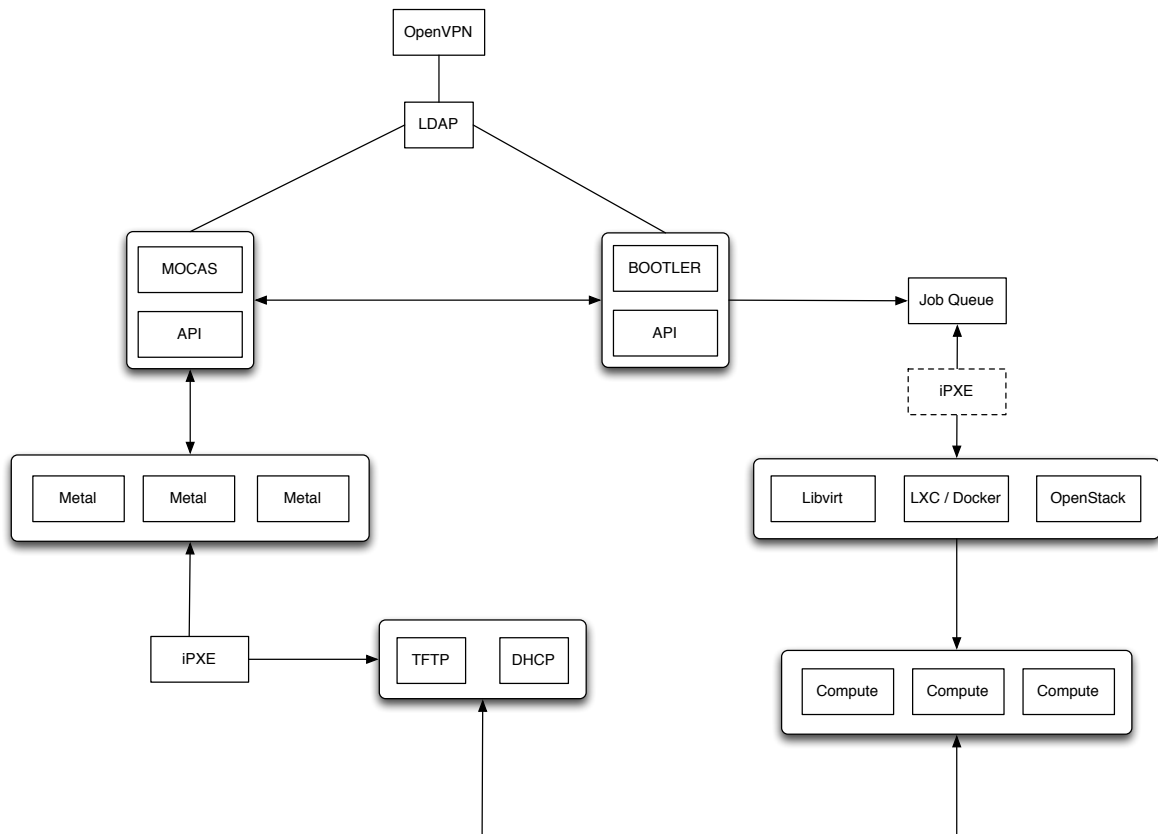 OpenVPN
LDAP
MOCAS
API
BOOTLER
API
Job Queue
iPXE
Metal
Metal
Metal
Libvirt
LXC / Docker
OpenStack
iPXE
TFTP
DHCP
Compute
Compute
Compute